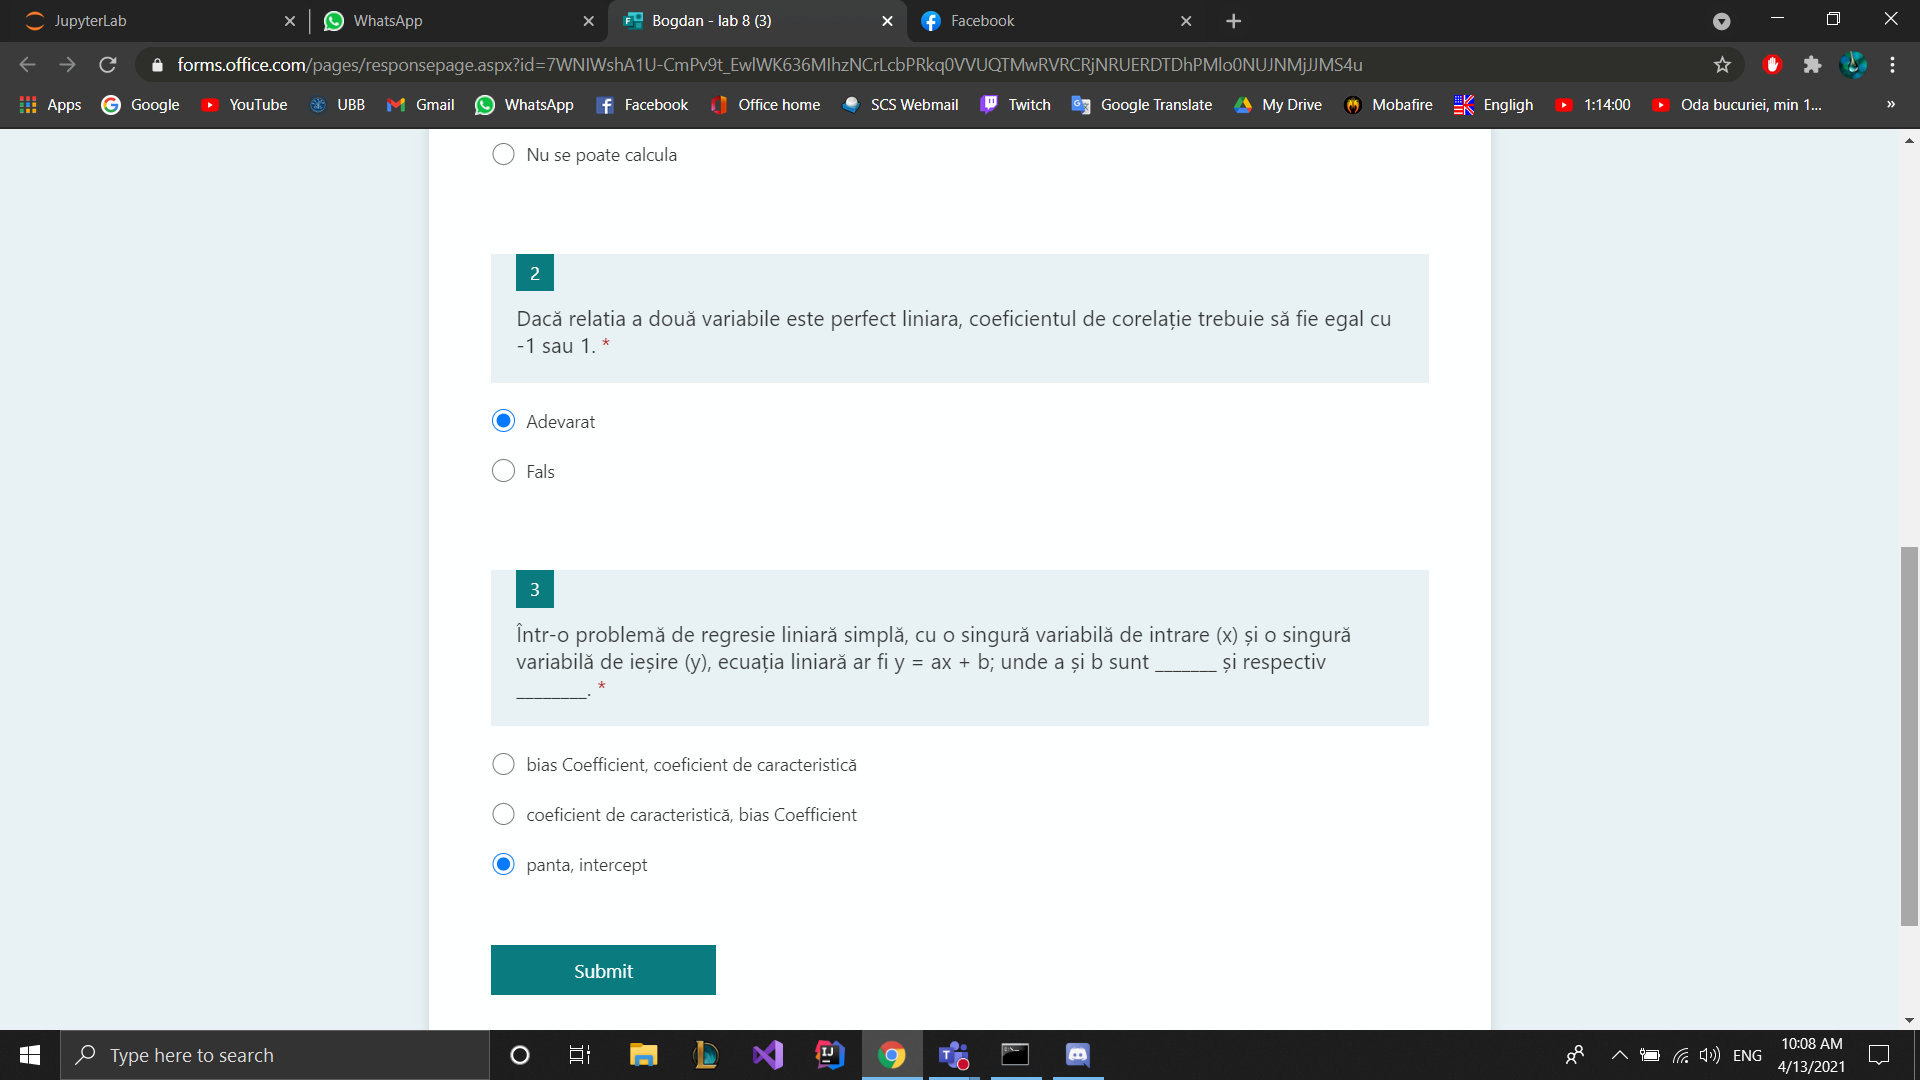 JupyterLab
WhatsApp
Bogdan - lab 8 (3)
Facebook
forms.office.com/pages/responsepage.aspx?id=7WNIWshA1U-CmPv9t_EwlWK636MIhzNCrLcbPRkq0VVUQTMwRVRCRjNRUERDTDhPMlo0NUJNMjJJMS4u
Apps Google YouTube UBB Gmail WhatsApp Facebook Office home SCS Webmail Twitch Google Translate My Drive Mobafire Engligh 1:14:00 Oda bucuriei, min 1... »
Nu se poate calcula
2
Dacă relatia a două variabile este perfect liniara, coeficientul de corelație trebuie să fie egal cu
-1 sau 1. *
Adevarat
Fals
3
Într-o problemă de regresie liniară simplă, cu o singură variabilă de intrare (x) și o singură
variabilă de ieșire (y), ecuația liniară ar fi y = ax + b; unde a și b sunt _______ și respectiv
________. *
bias Coefficient, coeficient de caracteristică
coeficient de caracteristică, bias Coefficient
panta, intercept
Submit
Type here to search
ENG
10:08 AM
4/13/2021